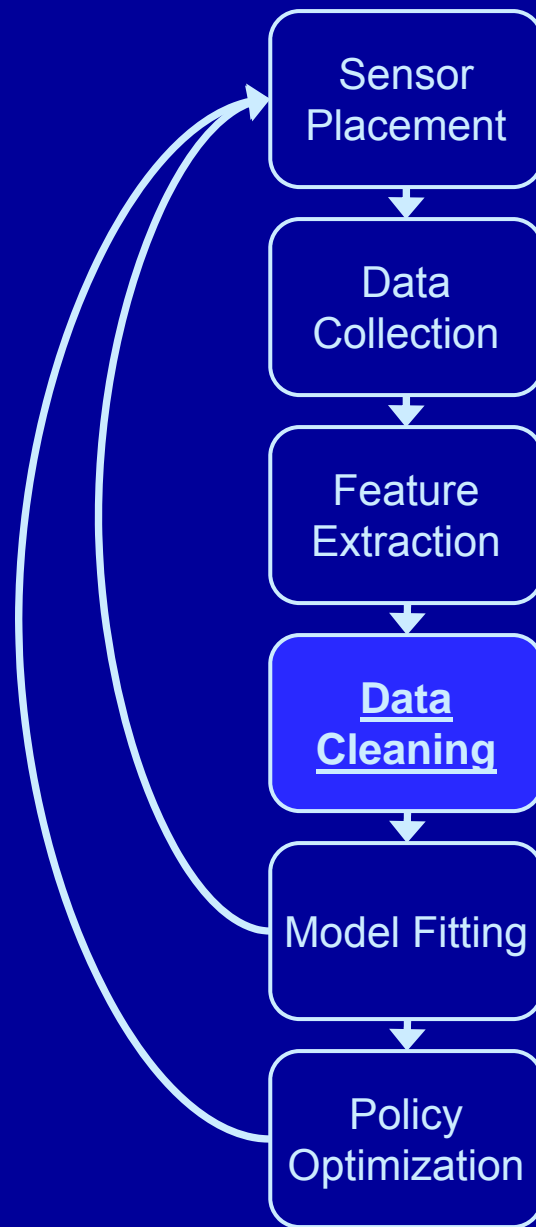 Sensor
Placement
Data
Collection
Feature
Extraction
Data
Cleaning
Model Fitting
Policy
Optimization